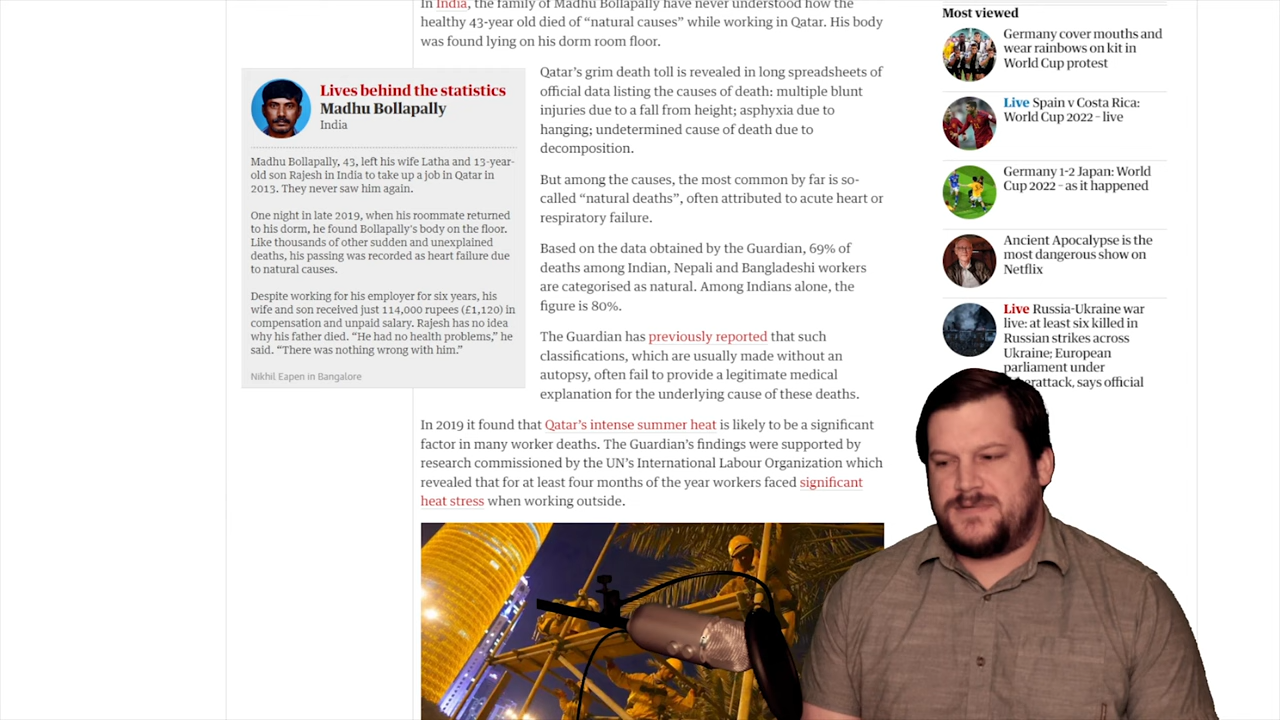 In India, the family of Madhu Bollapally have never understood how the
healthy 43-year old died of “natural causes” while working in Qatar. His body
was found lying on his dorm room floor.
Lives behind the statistics
Madhu Bollapally
India
Madhu Bollapally, 43, left his wife Latha and 13-year-
old son Rajesh in India to take up a job in Qatar in
2013. They never saw him again.
One night in late 2019, when his roommate returned
to his dorm, he found Bollapally’s body on the floor.
Like thousands of other sudden and unexplained
deaths, his passing was recorded as heart failure due
to natural causes.
Despite working for his employer for six years, his
wife and son received just 114,000 rupees (£1,120) in
compensation and unpaid salary. Rajesh has no idea
why his father died. “He had no health problems,” he
said. “There was nothing wrong with him.”
Nikhil Eapen in Bangalore
Qatar’s grim death toll is revealed in long spreadsheets of
official data listing the causes of death: multiple blunt
injuries due to a fall from height; asphyxia due to
hanging; undetermined cause of death due to
decomposition.
But among the causes, the most common by far is so-
called “natural deaths”, often attributed to acute heart or
respiratory failure.
Based on the data obtained by the Guardian, 69% of
deaths among Indian, Nepali and Bangladeshi workers
are categorised as natural. Among Indians alone, the
figure is 80%.
The Guardian has previously reported that such
classifications, which are usually made without an
autopsy, often fail to provide a legitimate medical
explanation for the underlying cause of these deaths.
In 2019 it found that Qatar’s intense summer heat is likely to be a significant
factor in many worker deaths. The Guardian’s findings were supported by
research commissioned by the UN’s International Labour Organization which
revealed that for at least four months of the year workers faced significant
heat stress when working outside.
Most viewed
Germany cover mouths and
wear rainbows on kit in
World Cup protest
Live Spain v Costa Rica:
World Cup 2022 – live
Germany 1-2 Japan: World
Cup 2022 – as it happened
Ancient Apocalypse is the
most dangerous show on
Netflix
Live Russia-Ukraine war
live: at least six killed in
Russian strikes across
Ukraine; European
parliament under
says official